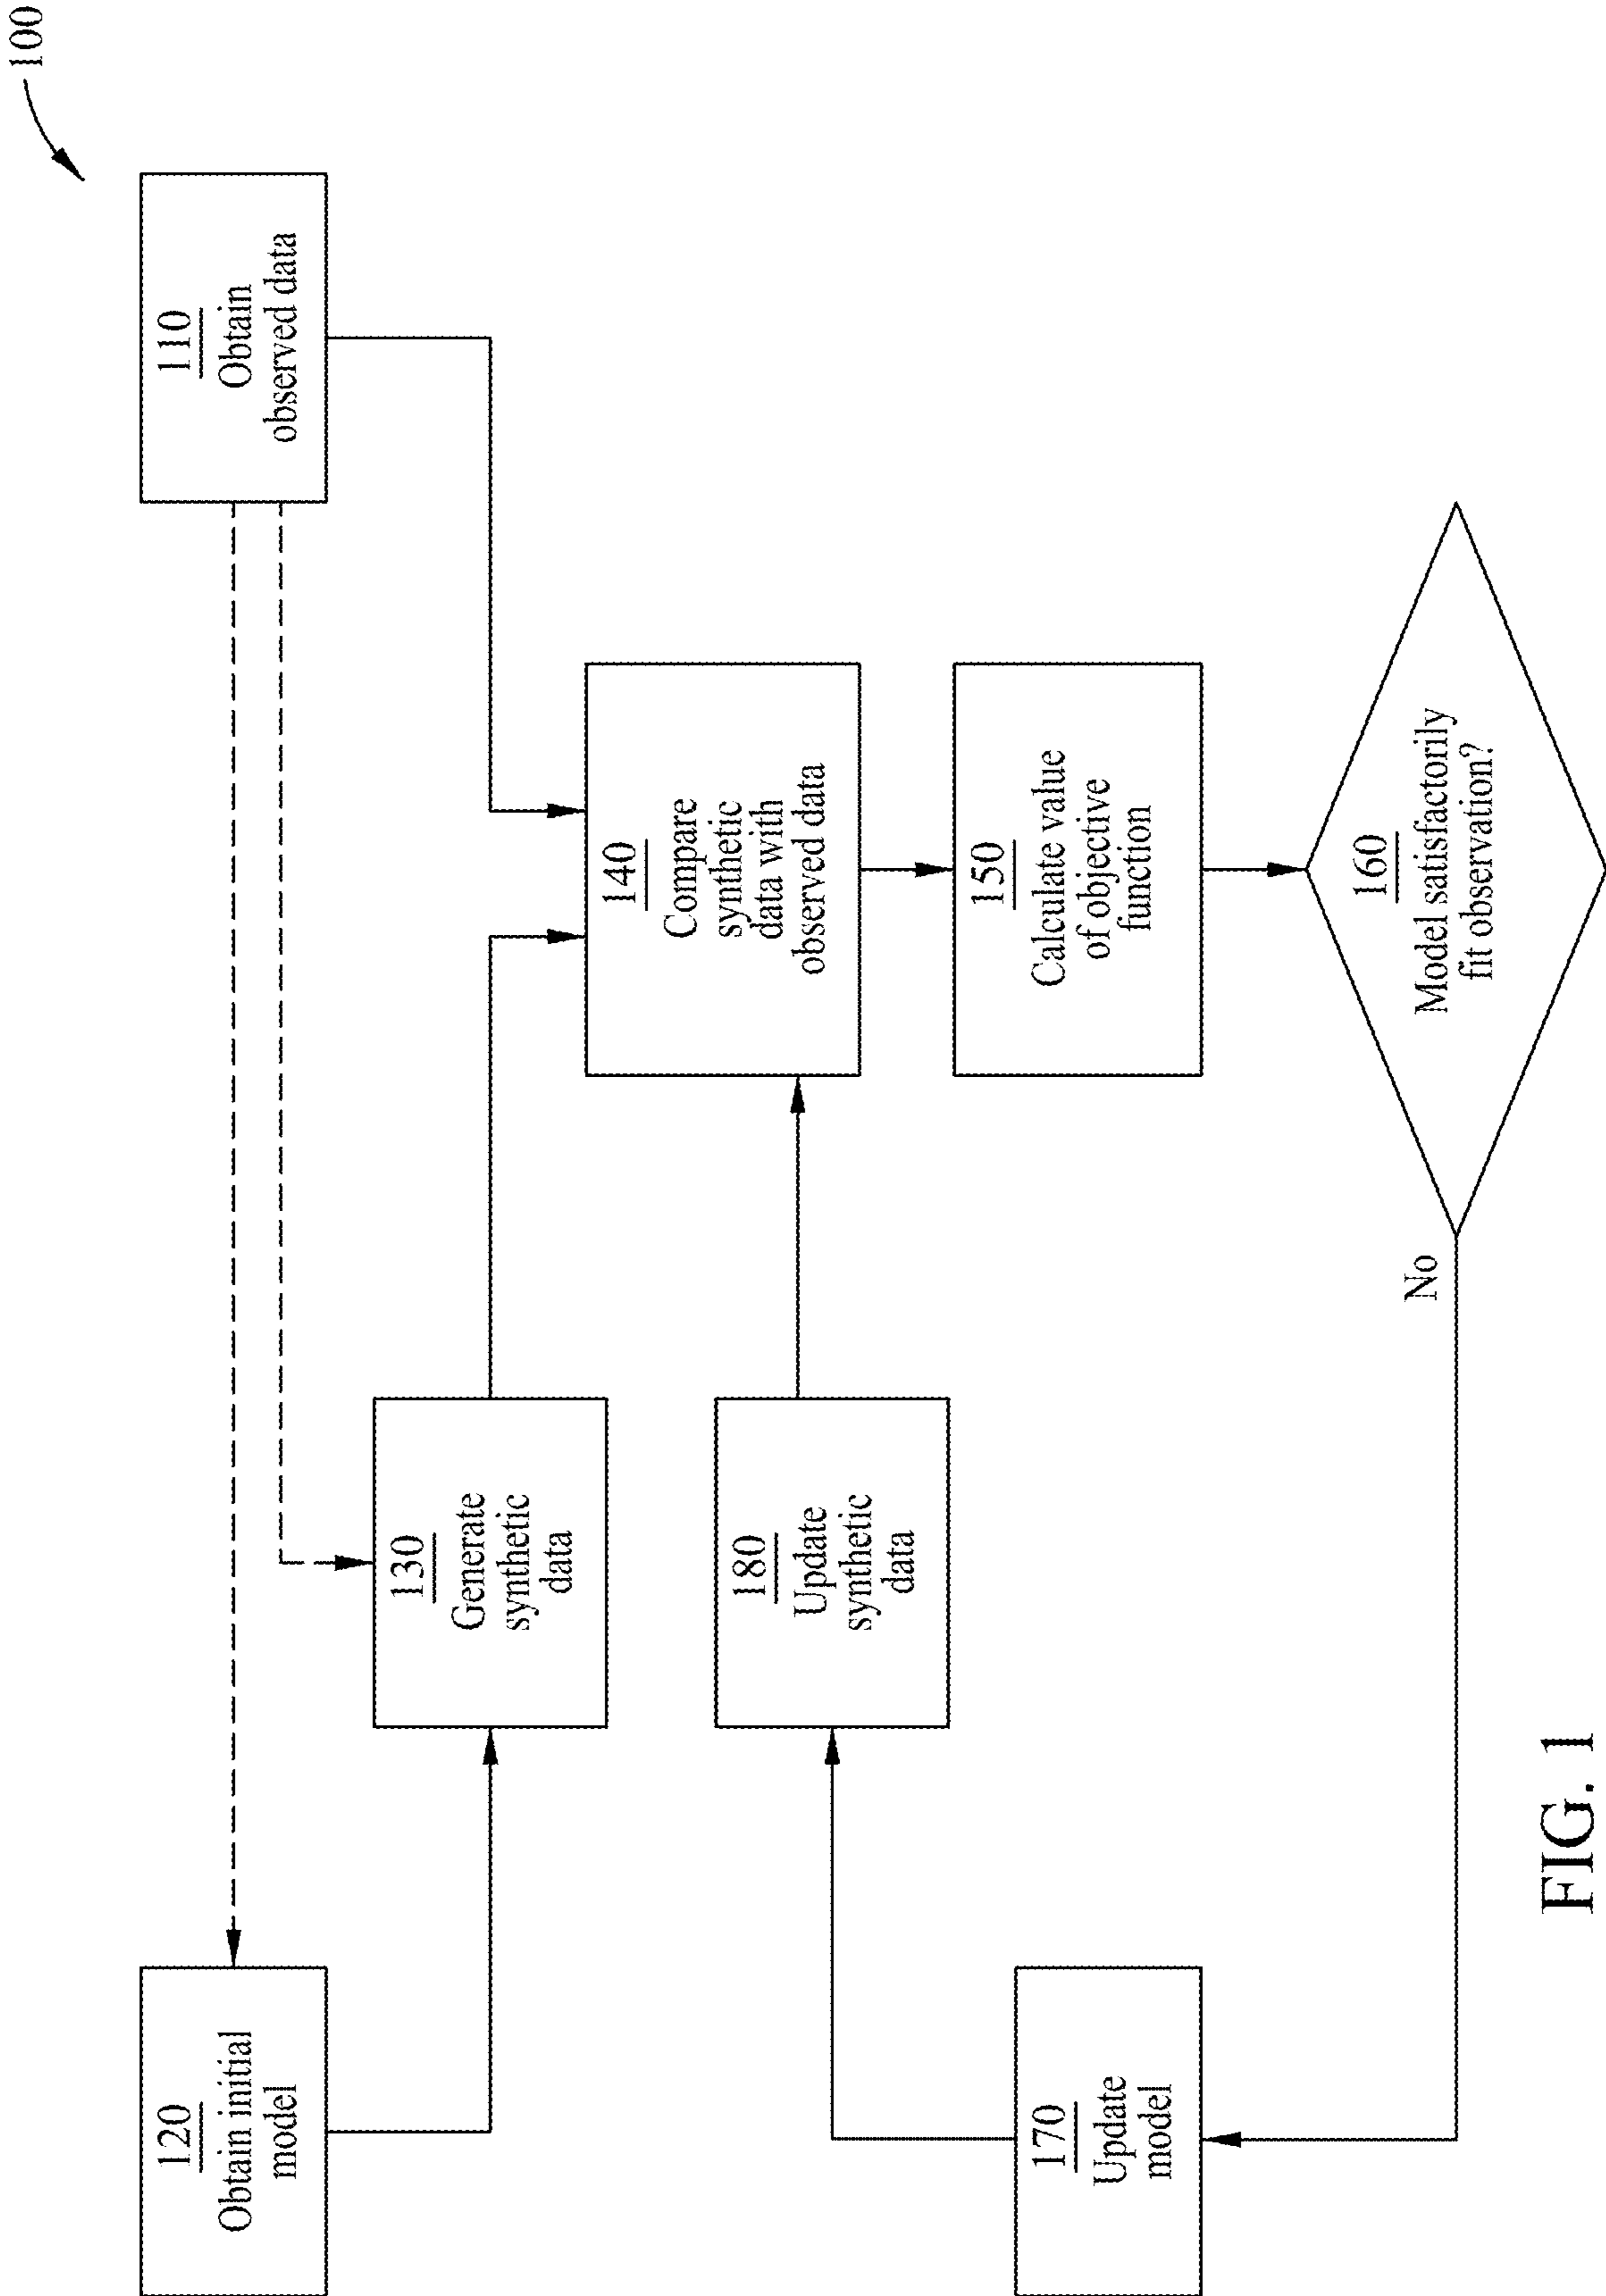 100
110
Obtain
observed data
120
Obtain initial
model
130
Generate
synthetic
data
140
Compare
synthetic
data with
observed data
180
Update
synthetic
data
150
Calculate value
of objective
function
170
Update
model
160
Model satisfactorily
fit observation?
No
FIG. 1